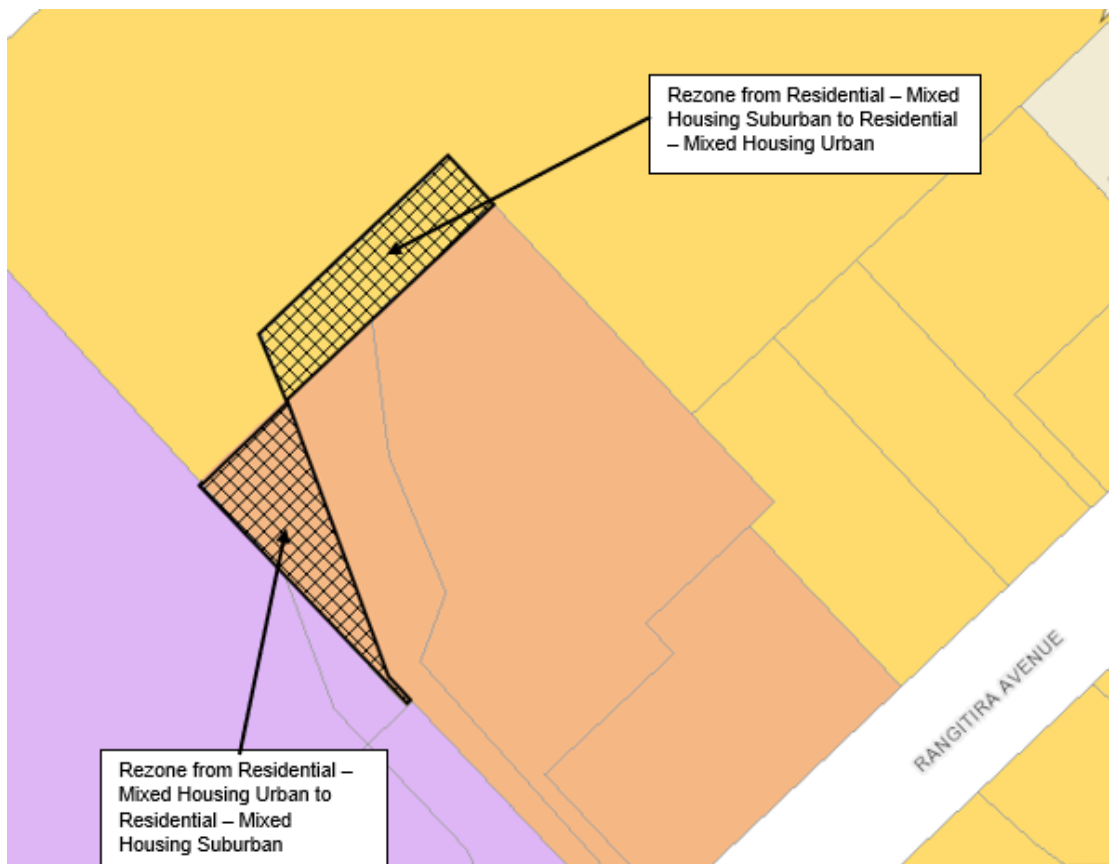 Rezone from Residential – Mixed
Housing Suburban to Residential
– Mixed Housing Urban
RANGITIRA AVENUE
Rezone from Residential –
Mixed Housing Urban to
Residential – Mixed
Housing Suburban